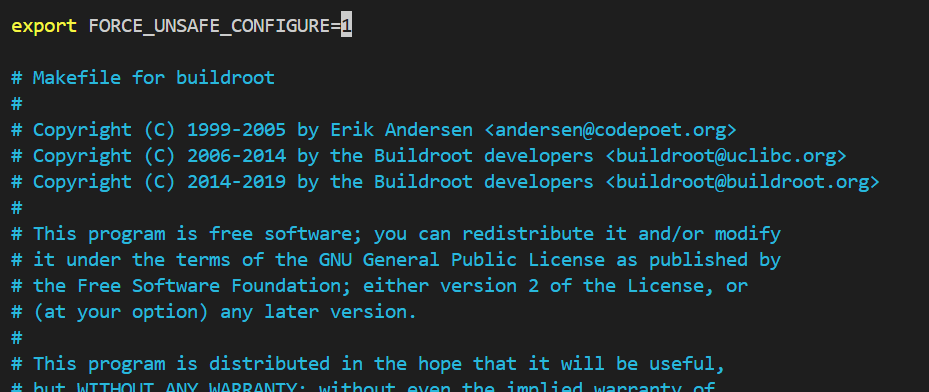 export FORCE_UNSAFE_CONFIGURE=1
# Makefile for buildroot
#
# Copyright (C) 1999-2005 by Erik Andersen <andersen@codepoet.org>
# Copyright (C) 2006-2014 by the Buildroot developers <buildroot@uclibc.org>
# Copyright (C) 2014-2019 by the Buildroot developers <buildroot@buildroot.org>
#
# This program is free software; you can redistribute it and/or modify
# it under the terms of the GNU General Public License as published by
# the Free Software Foundation; either version 2 of the License, or
# (at your option) any later version.
#
# This program is distributed in the hope that it will be useful,
# but WITHOUT ANY WARRANTY; without even the implied warranty of